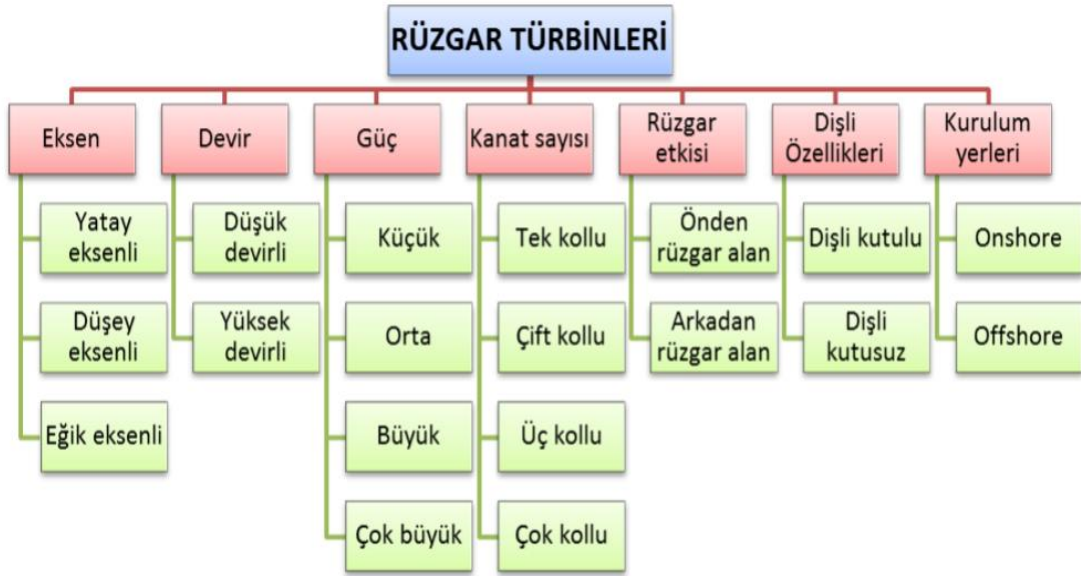 RÜZGAR TÜRBİNLERİ
Eksen
Yatay
eksenli
Düşey
eksenli
Eğik eksenli
Devir
Düşük
devirli
Yüksek
devirli
Güç
Küçük
Orta
Büyük
Çok büyük
Kanat sayısı
Tek kollu
Çift kollu
Üç kollu
Çok kollu
Rüzgar
etkisi
Önden
rüzgar alan
Arkadan
rüzgar alan
Dişli
Özellikleri
Dişli kutulu
Dişli
kutusuz
Kurulum
yerleri
Onshore
Offshore